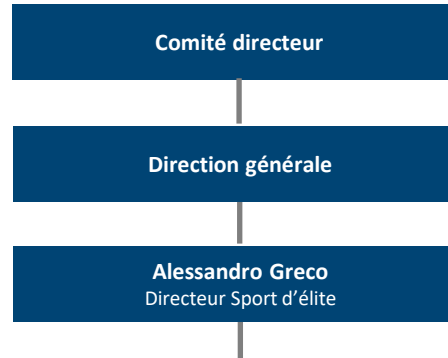 Comité directeur
Direction générale
Alessandro Greco
Directeur Sport d’élite